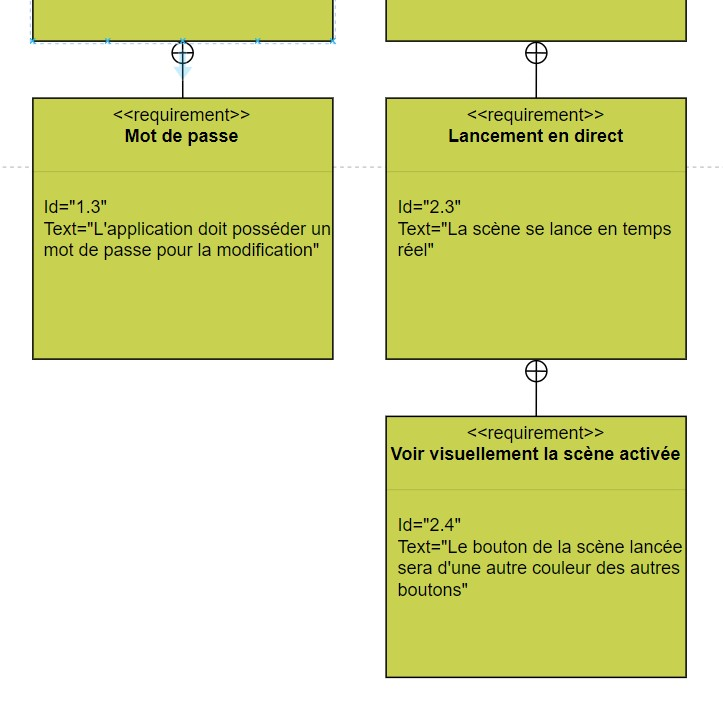 <<requirement>>
Mot de passe
Id="1.3"
Text="L'application doit posséder un
mot de passe pour la modification"
<<requirement>>
Lancement en direct
Id="2.3"
Text="La scène se lance en temps
réel"
<<requirement>>
Voir visuellement la scène activée
Id="2.4"
Text="Le bouton de la scène lancée
sera d'une autre couleur des autres
boutons"